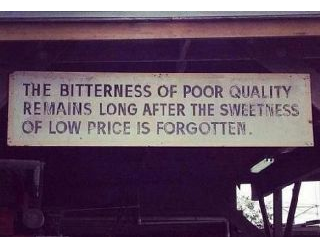 THE BITTERNESS OF POOR QUALITY
REMAINS LONG AFTER THE SWEETNESS
OF LOW PRICE IS FORGOTTEN.